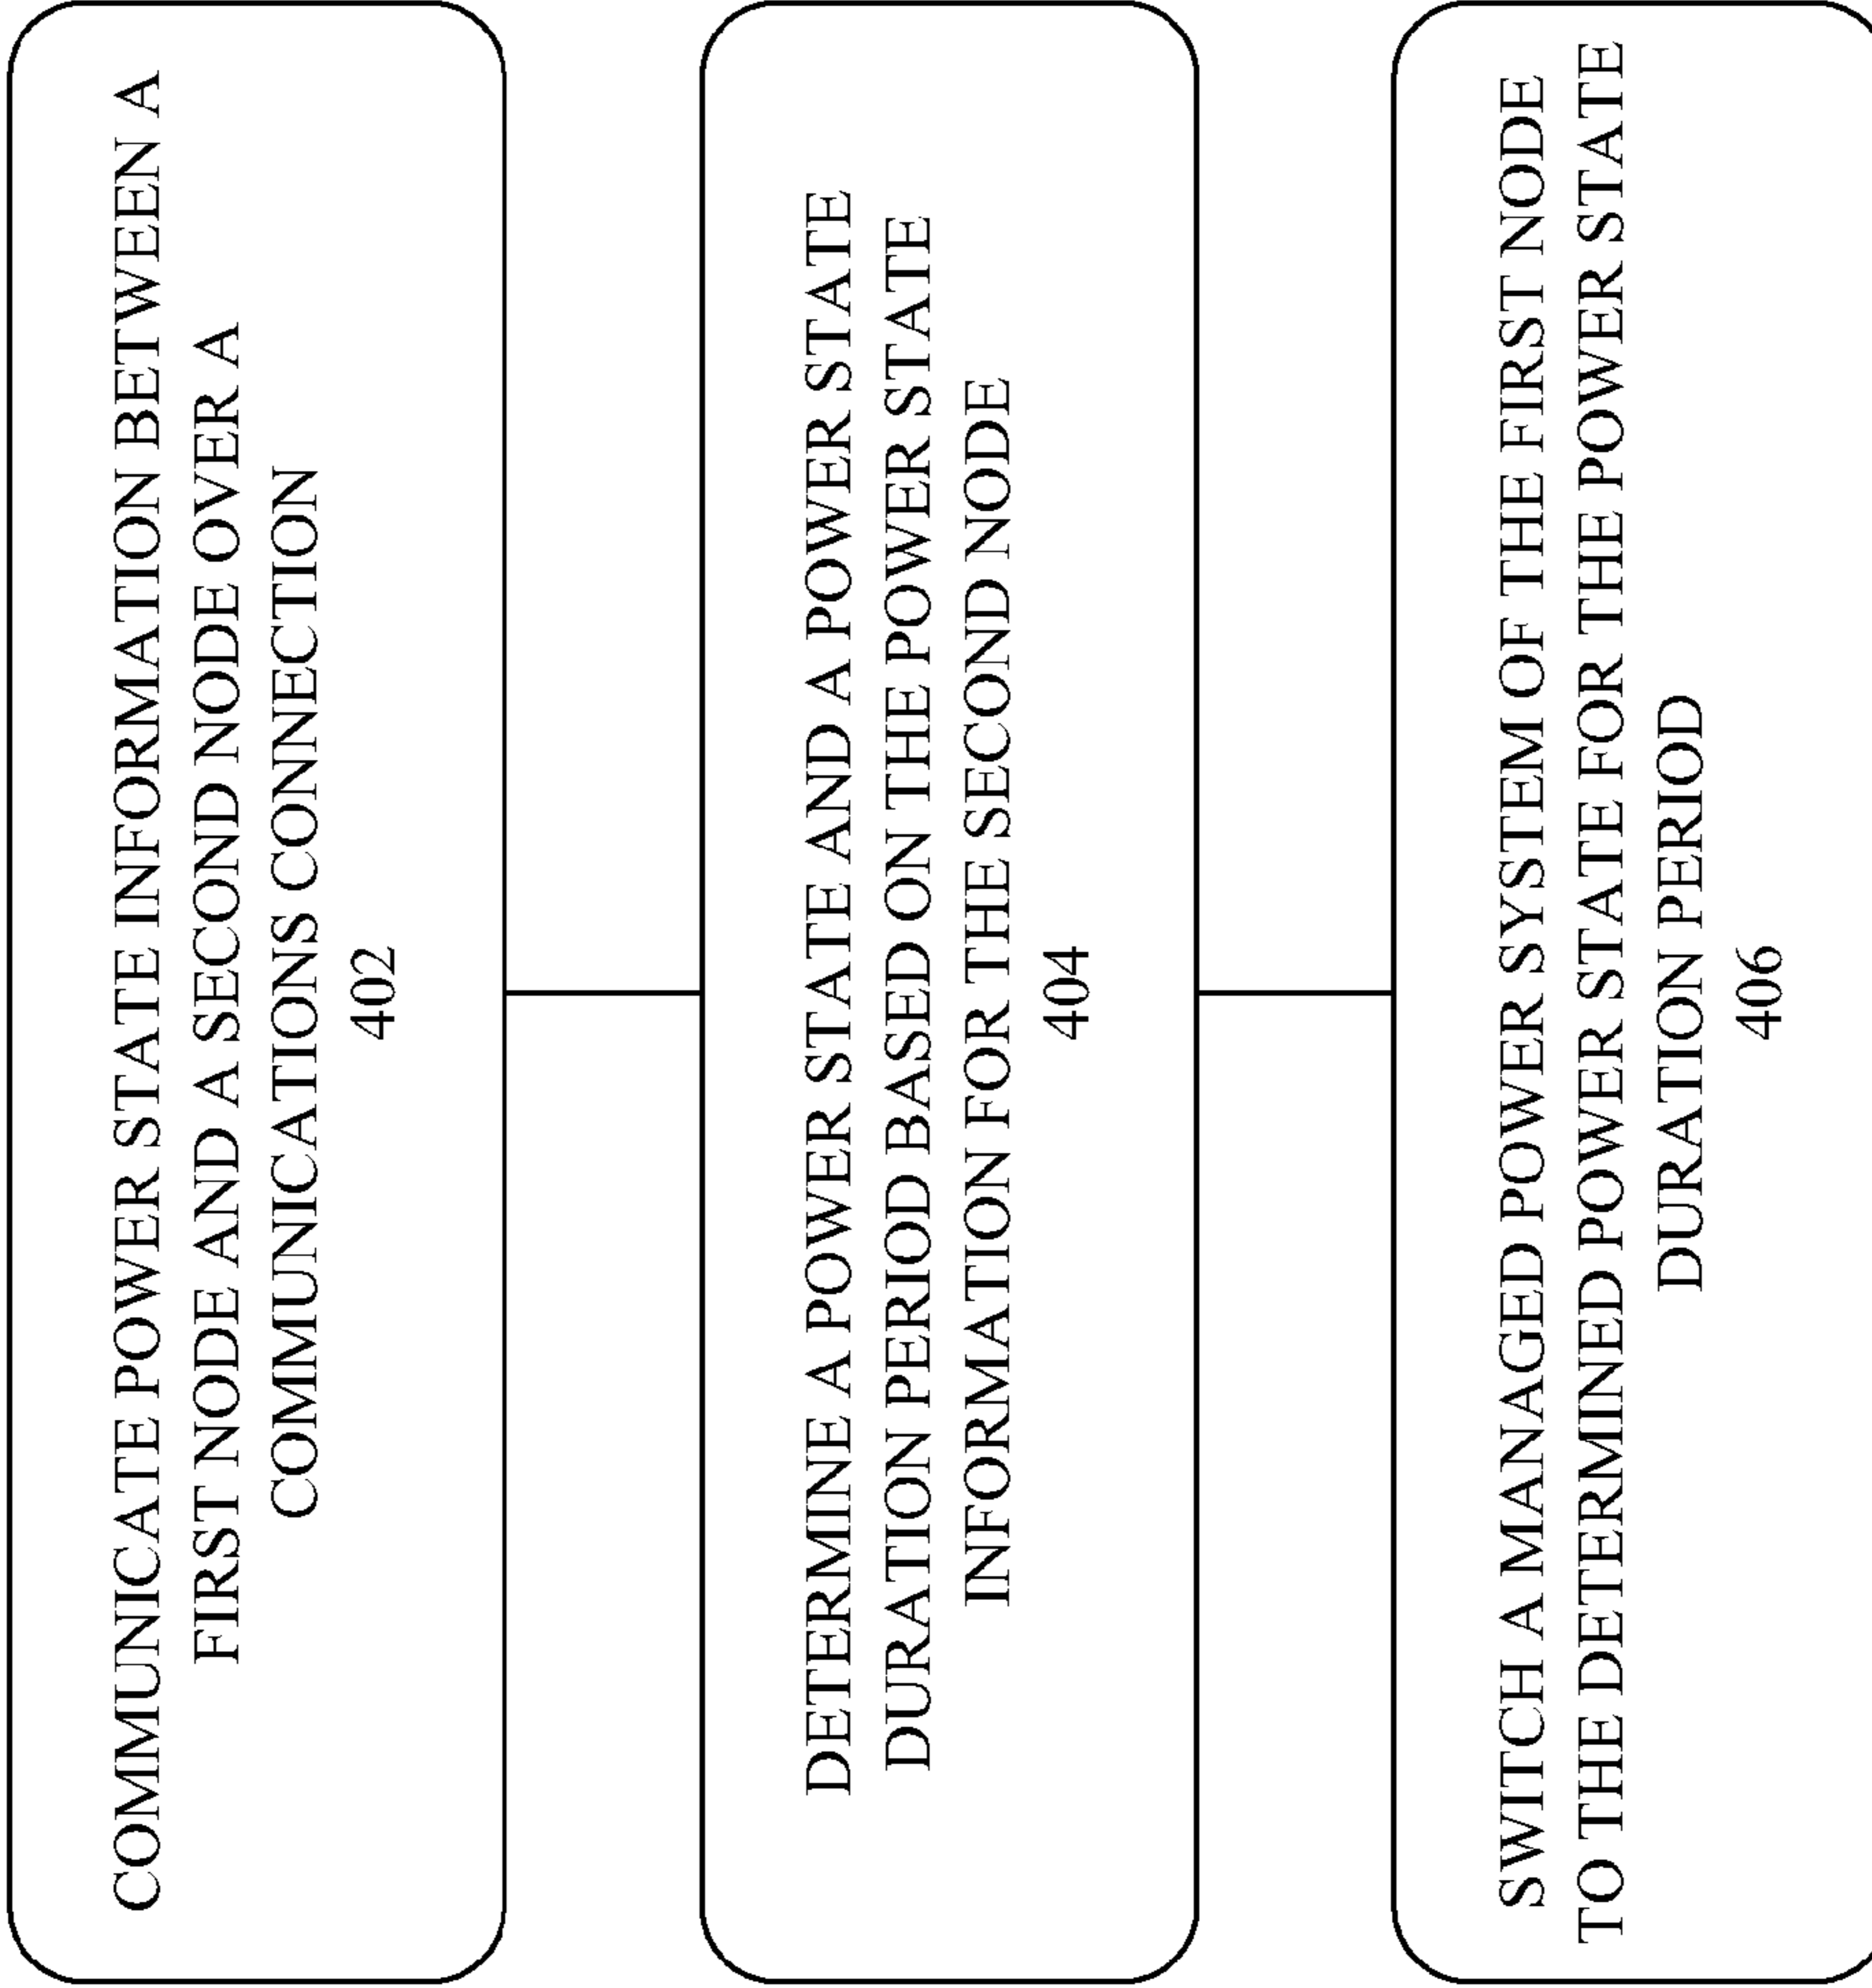 COMMUNICATE POWER STATE INFORMATION BETWEEN A
FIRST NODE AND A SECOND NODE OVER A
COMMUNICATIONS CONNECTION
402
DETERMINE A POWER STATE AND A POWER STATE
DURATION PERIOD BASED ON THE POWER STATE
INFORMATION FOR THE SECOND NODE
404
SWITCH A MANAGED POWER SYSTEM OF THE FIRST NODE
TO THE DETERMINED POWER STATE FOR THE POWER STATE
DURATION PERIOD
406